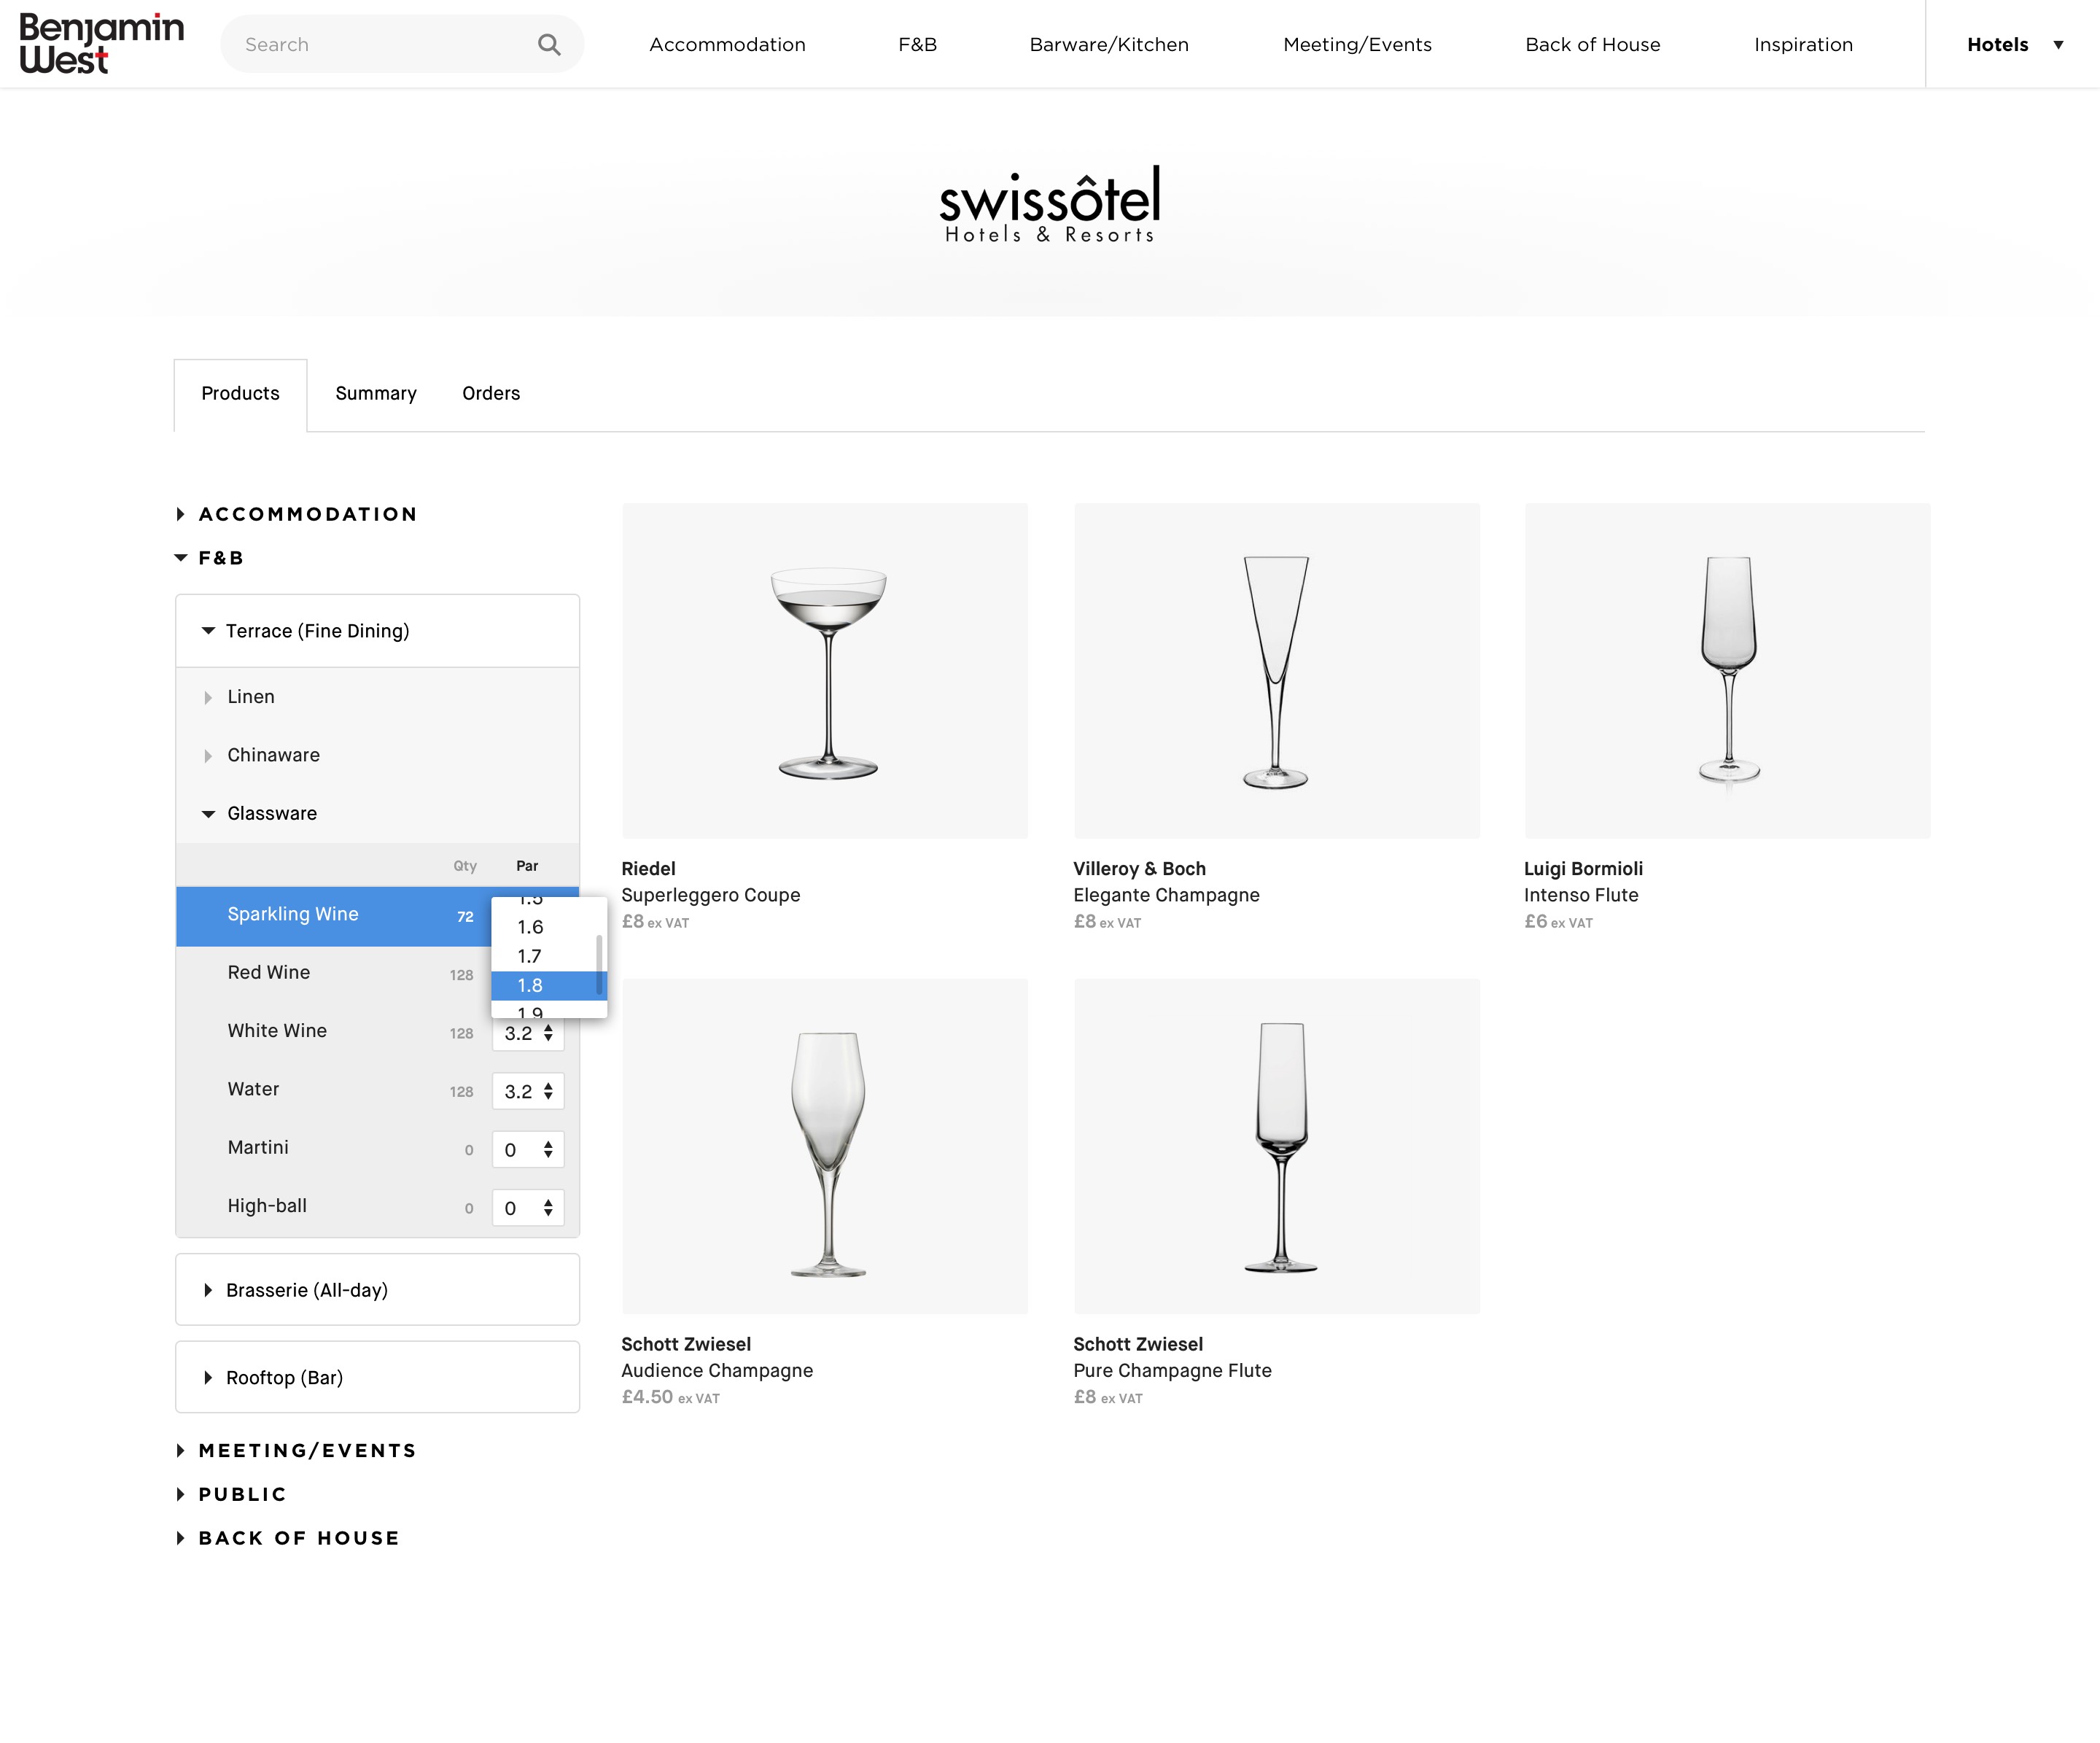 Benjamin
West
Search
Accommodation
F&B
Barware/Kitchen
Meeting/Events
Back of House
Inspiration
Hotels
swissôtel
Hotels & Resorts
Products
Summary
Orders
ACCOMMODATION
F&B
Terrace (Fine Dining)
Linen
Chinaware
Glassware
Qty Par
Sparkling Wine 72
1.5
1.6
1.7
1.8
1.9
Red Wine 128
White Wine 128 3.2
Water 128 3.2
Martini 0 0
High-ball 0 0
Brasserie (All-day)
Rooftop (Bar)
MEETING/EVENTS
PUBLIC
BACK OF HOUSE
Riedel
Superleggero Coupe
£8 ex VAT
Villeroy & Boch
Elegante Champagne
£8 ex VAT
Luigi Bormioli
Intenso Flute
£6 ex VAT
Schott Zwiesel
Audience Champagne
£4.50 ex VAT
Schott Zwiesel
Pure Champagne Flute
£8 ex VAT